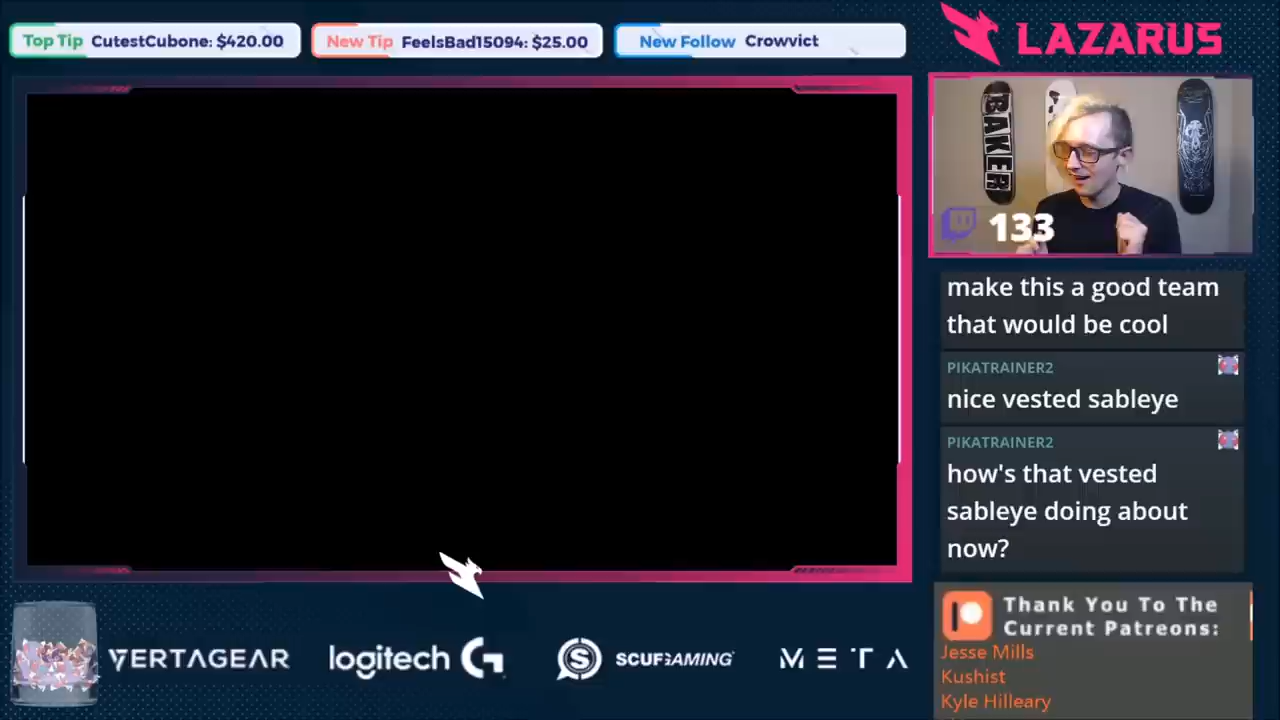 Top Tip CutestCubone: $420.00
New Tip FeelsBad15094: $25.00
New Follow Crowvict
LAZARUS
BAKER
133
make this a good team
that would be cool
PIKATRAINER2
nice vested sableye
PIKATRAINER2
how's that vested
sableye doing about
now?
Thank You To The
Current Patreons:
Jesse Mills
Kushist
Kyle Hilleary
VERTAGEAR
logitech G
S SCUFGAMING
META